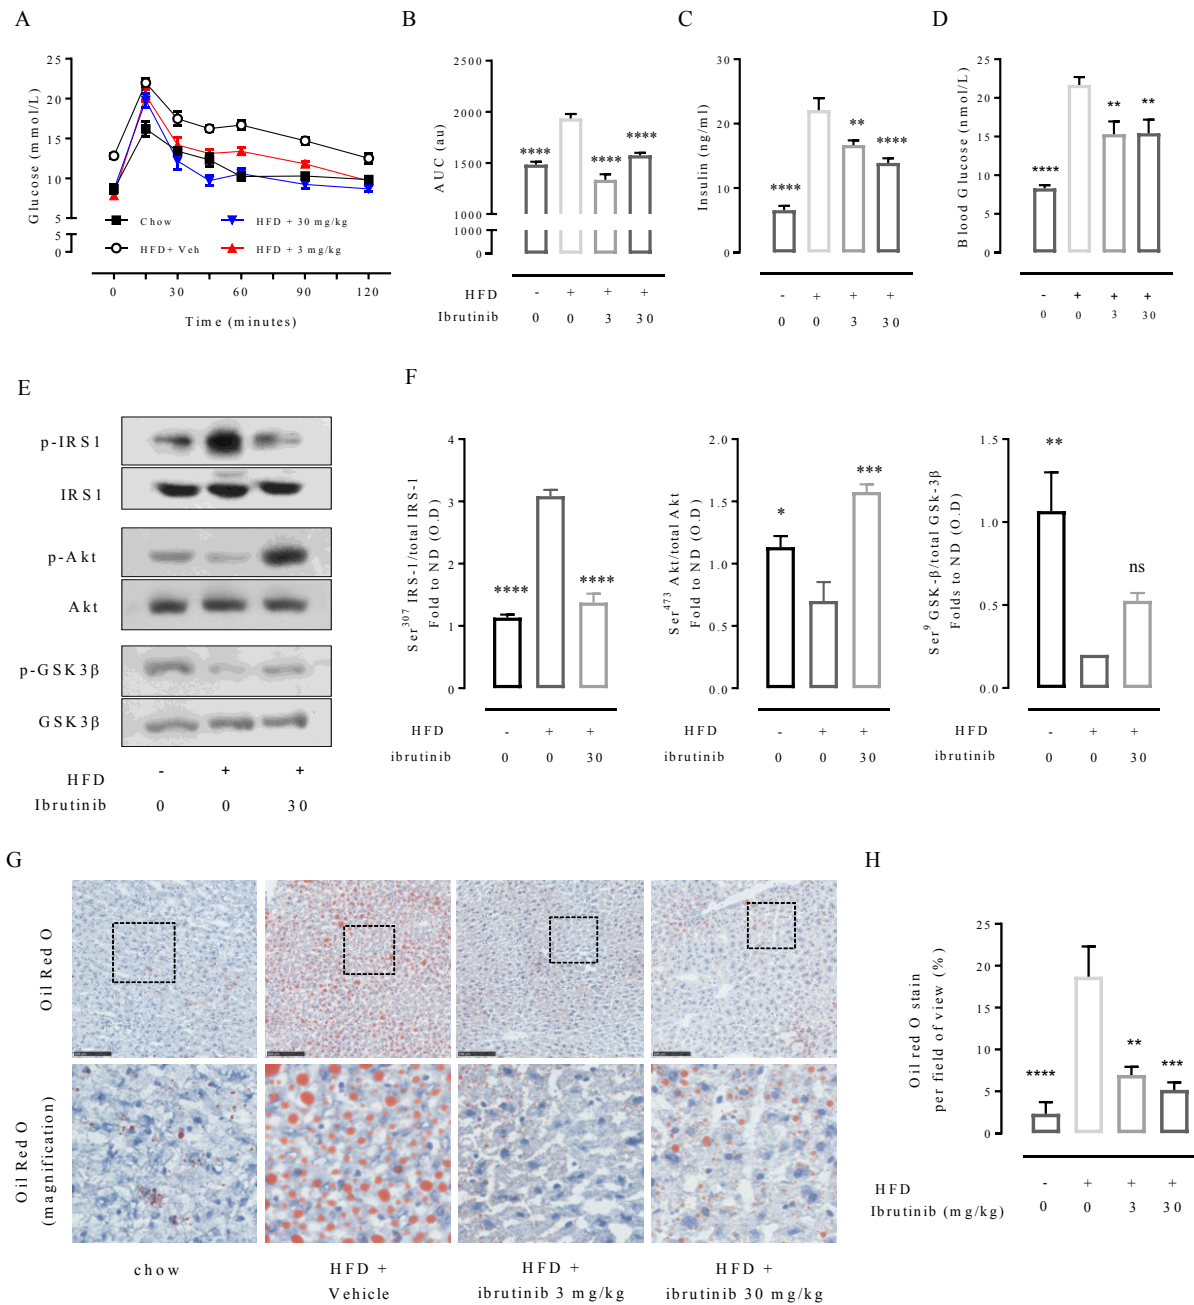 A
Glucose (mmol/L)
25
20
15
10
5
5
0
Chow
HFD+ Veh
HFD + 30 mg/kg
HFD + 3 mg/kg
0 30 60 90 120
Time (minutes)
B
AUC (au)
2500
2000
1500
1000
1000
0
**** **** ****
HFD - + + +
Ibrutinib 0 0 3 30
C
Insulin (ng/ml)
30
20
10
0
**** ** ****
- + + +
0 0 3 30
D
Blood Glucose (nmol/L)
25
20
15
10
5
0
**** ** **
- + + +
0 0 3 30
E
p-IRS1
IRS1
p-Akt
Akt
p-GSK3β
GSK3β
HFD - + +
Ibrutinib 0 0 30
F
Ser307 IRS-1/total IRS-1
Fold to ND (O.D)
4
3
2
1
0
**** ****
HFD - + +
ibrutinib 0 0 30
Ser473 Akt/total Akt
Fold to ND (O.D)
2.0
1.5
1.0
0.5
0.0
* ***
HFD - + +
ibrutinib 0 0 30
Ser9 GSK-β/total GSk-3β
Folds to ND (O.D)
1.5
1.0
0.5
0.0
** ns
HFD - + +
ibrutinib 0 0 30
G
Oil Red O
Oil Red O
(magnification)
chow
HFD +
Vehicle
HFD +
ibrutinib 3 mg/kg
HFD +
ibrutinib 30 mg/kg
H
Oil red O stain
per field of view (%)
25
20
15
10
5
0
**** ** ***
HFD - + + +
Ibrutinib (mg/kg) 0 0 3 30